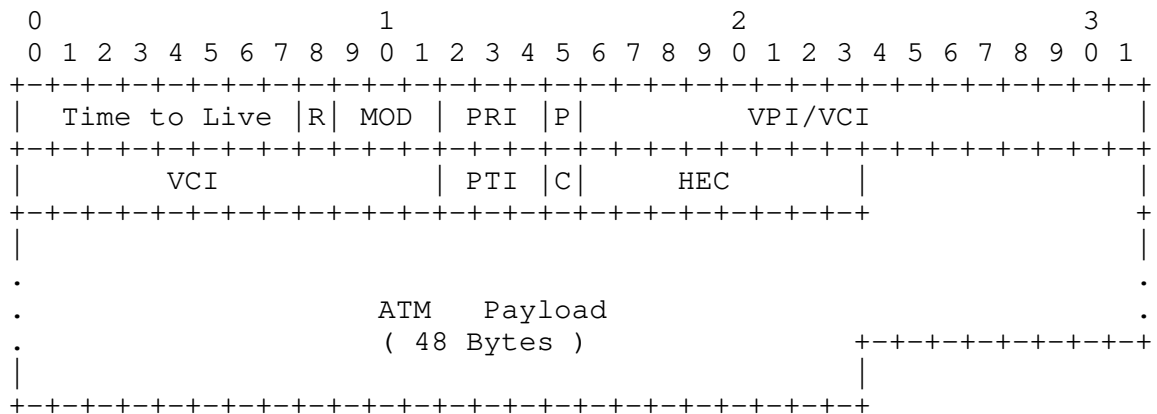 0 1 2 3
0 1 2 3 4 5 6 7 8 9 0 1 2 3 4 5 6 7 8 9 0 1 2 3 4 5 6 7 8 9 0 1
+-+-+-+-+-+-+-+-+-+-+-+-+-+-+-+-+-+-+-+-+-+-+-+-+-+-+-+-+-+-+-+-+
| Time to Live |R| MOD | PRI |P| VPI/VCI |
+-+-+-+-+-+-+-+-+-+-+-+-+-+-+-+-+-+-+-+-+-+-+-+-+-+-+-+-+-+-+-+-+
| VCI | PTI |C| HEC | |
+-+-+-+-+-+-+-+-+-+-+-+-+-+-+-+-+-+-+-+-+-+-+-+-+ +
| |
. .
. ATM Payload .
. ( 48 Bytes ) +-+-+-+-+-+-+-+-+
| |
+-+-+-+-+-+-+-+-+-+-+-+-+-+-+-+-+-+-+-+-+-+-+-+-+